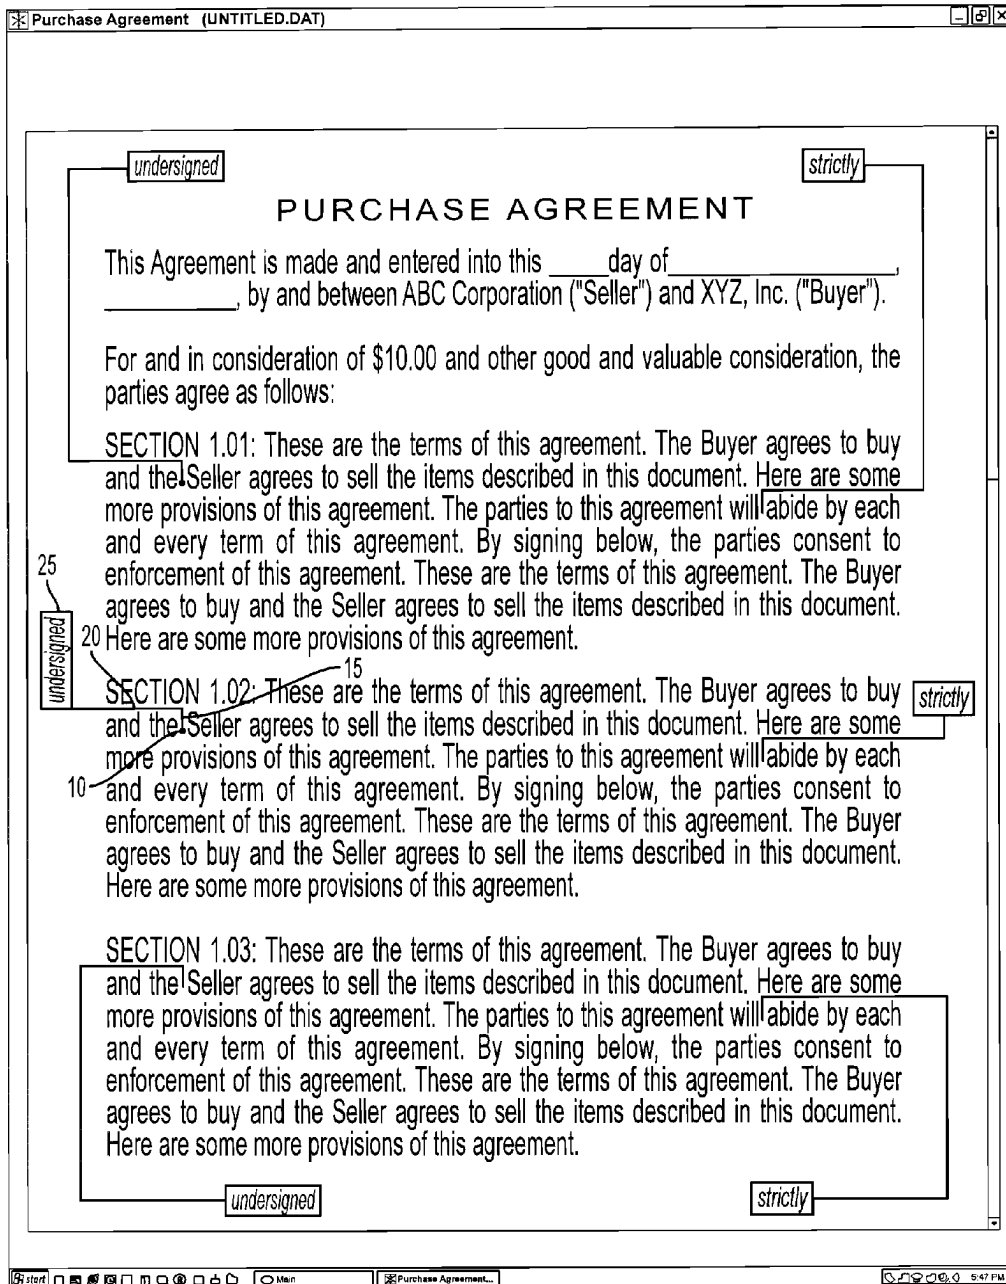 Purchase Agreement (UNTITLED.DAT)
undersigned
strictly
PURCHASE AGREEMENT
This Agreement is made and entered into this _____day of_________________,
__________, by and between ABC Corporation ("Seller") and XYZ, Inc. ("Buyer").
For and in consideration of $10.00 and other good and valuable consideration, the
parties agree as follows:
SECTION 1.01: These are the terms of this agreement. The Buyer agrees to buy
and the Seller agrees to sell the items described in this document. Here are some
more provisions of this agreement. The parties to this agreement will abide by each
and every term of this agreement. By signing below, the parties consent to
enforcement of this agreement. These are the terms of this agreement. The Buyer
agrees to buy and the Seller agrees to sell the items described in this document.
Here are some more provisions of this agreement.
25
undersigned
20
15
SECTION 1.02: These are the terms of this agreement. The Buyer agrees to buy
strictly
and the Seller agrees to sell the items described in this document. Here are some
more provisions of this agreement. The parties to this agreement will abide by each
10
and every term of this agreement. By signing below, the parties consent to
enforcement of this agreement. These are the terms of this agreement. The Buyer
agrees to buy and the Seller agrees to sell the items described in this document.
Here are some more provisions of this agreement.
SECTION 1.03: These are the terms of this agreement. The Buyer agrees to buy
and the Seller agrees to sell the items described in this document. Here are some
more provisions of this agreement. The parties to this agreement will abide by each
and every term of this agreement. By signing below, the parties consent to
enforcement of this agreement. These are the terms of this agreement. The Buyer
agrees to buy and the Seller agrees to sell the items described in this document.
Here are some more provisions of this agreement.
undersigned
strictly
start
Main
Purchase Agreement...
5:47 PM